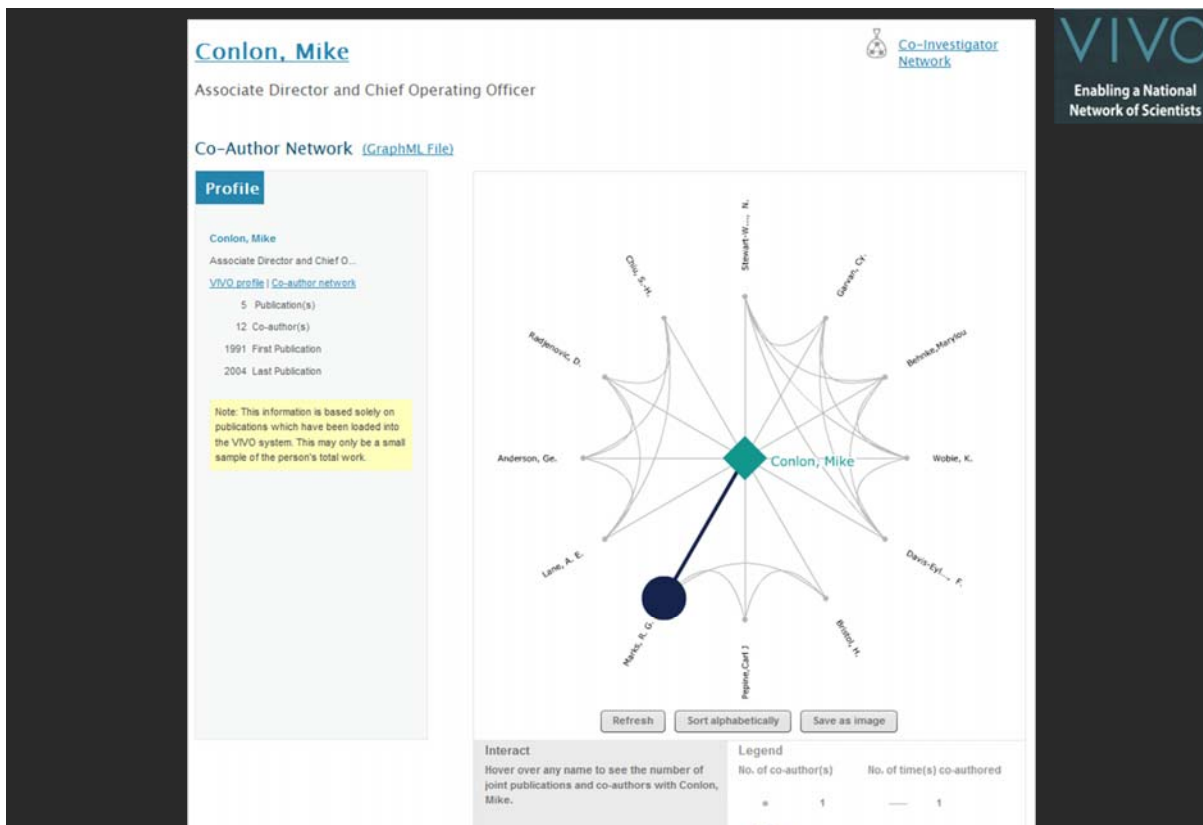 Conlon, Mike
Associate Director and Chief Operating Officer
Co-Investigator
Network
VIVO
Enabling a National
Network of Scientists
Co-Author Network (GraphML File)
Profile
Conlon, Mike
Associate Director and Chief O...
VIVO profile | Co-author network
5 Publication(s)
12 Co-author(s)
1991 First Publication
2004 Last Publication
Note: This information is based solely on
publications which have been loaded into
the VIVO system. This may only be a small
sample of the person's total work.
Stewart-W..., N.
Garvan, Cy.
Behnke,Marylou
Wobie, K.
Davis-Eyl..., F.
Bristol, H.
Pepine,Carl J
Marks, R. G.
Lane, A. E.
Anderson, Ge.
Radjenovic, D.
Chiu, S.-H.
Conlon, Mike
Refresh
Sort alphabetically
Save as image
Interact
Hover over any name to see the number of
joint publications and co-authors with Conlon,
Mike.
Legend
No. of co-author(s)
No. of time(s) co-authored
1
1